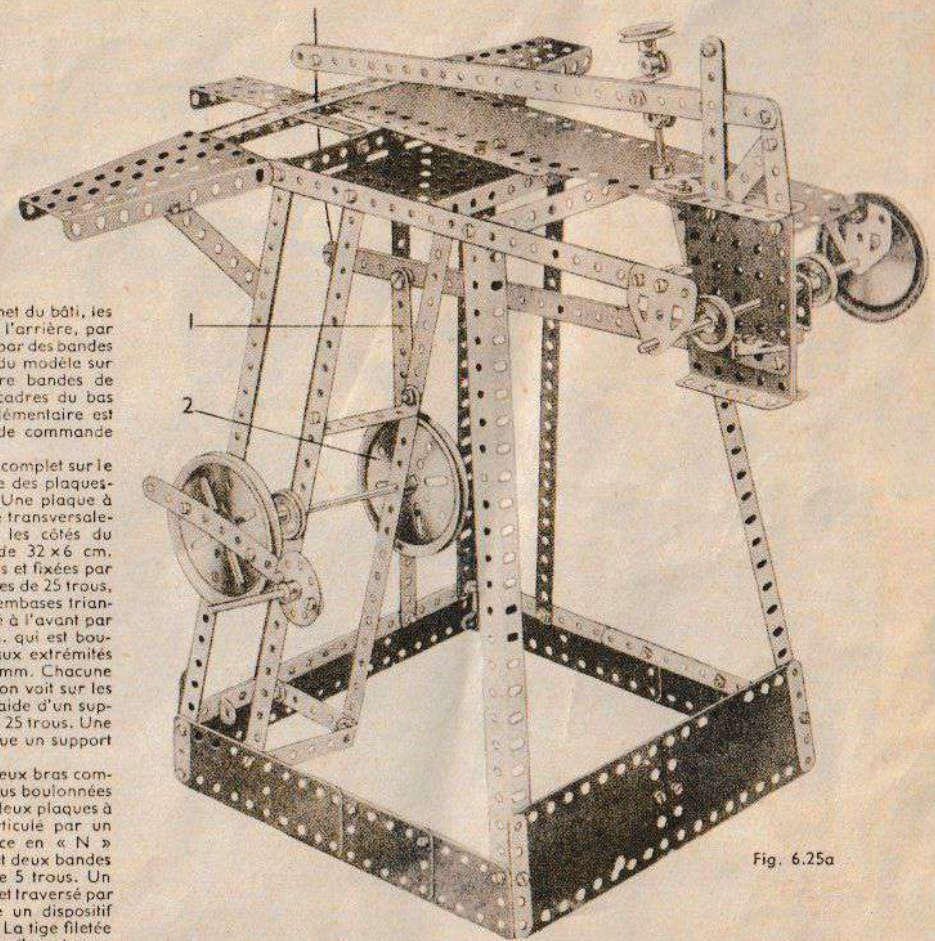 1
2
net du bâti, les
l'arrière, par
par des bandes
du modèle sur
re bandes de
cadres du bas
lémentaire est
de commande
complet sur le
e des plaques-
Une plaque à
e transversale-
les côtés du
de 32 x 6 cm.
s et fixées par
es de 25 trous,
embases trian-
é à l'avant par
. qui est bou-
aux extrémités
mm. Chacune
on voit sur les
aide d'un sup-
25 trous. Une
ue un support
eux bras com-
us boulonnées
deux plaques à
ticulé par un
ce en « N »
t deux bandes
e 5 trous. Un
et traversé par
e un dispositif
La tige filetée
Fig. 6.25a